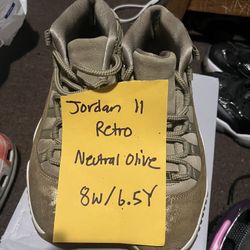 Jordan 11
Retro
Neutral Olive
8W/6.5Y